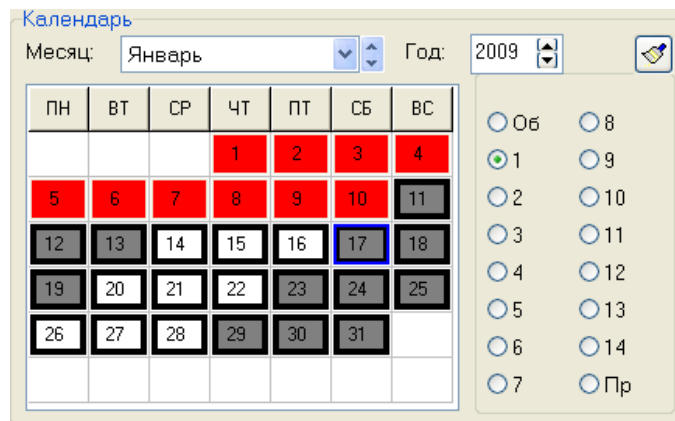 Календарь
Месяц: Январь Год: 2009
ПН ВТ СР ЧТ ПТ СБ ВС
1 2 3 4
5 6 7 8 9 10 11
12 13 14 15 16 17 18
19 20 21 22 23 24 25
26 27 28 29 30 31
Об 8
1 9
2 10
3 11
4 12
5 13
6 14
7 Пр